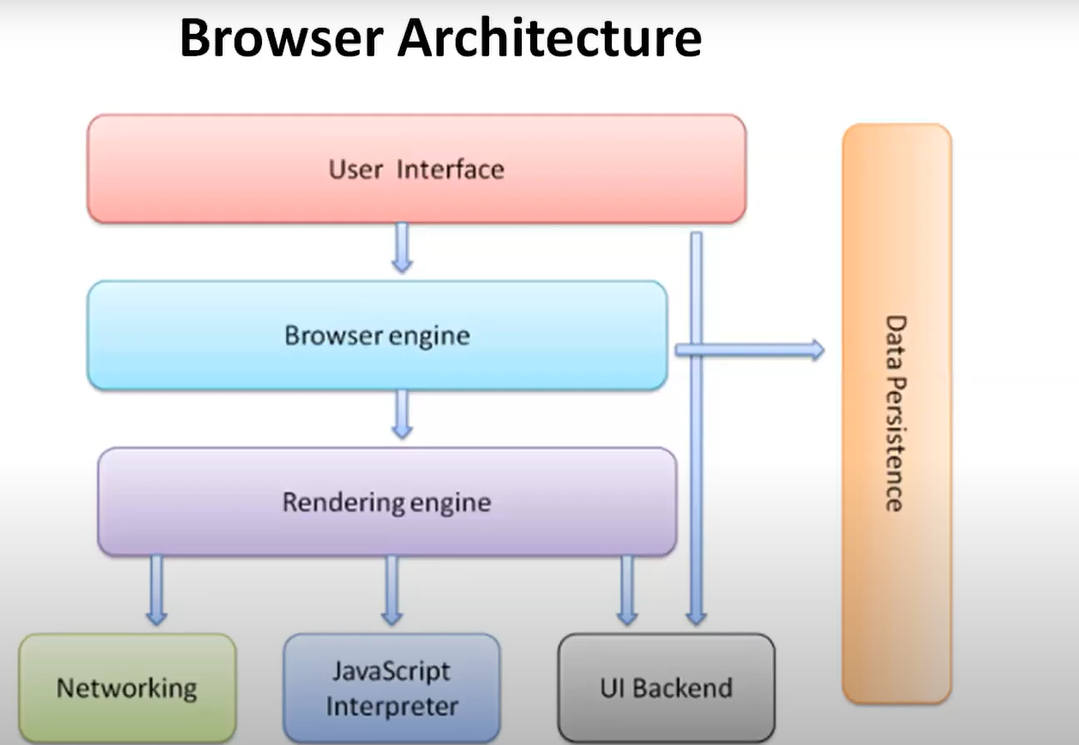 Browser Architecture
User Interface
Browser engine
Data Persistence
Rendering engine
Networking
JavaScript
Interpreter
UI Backend